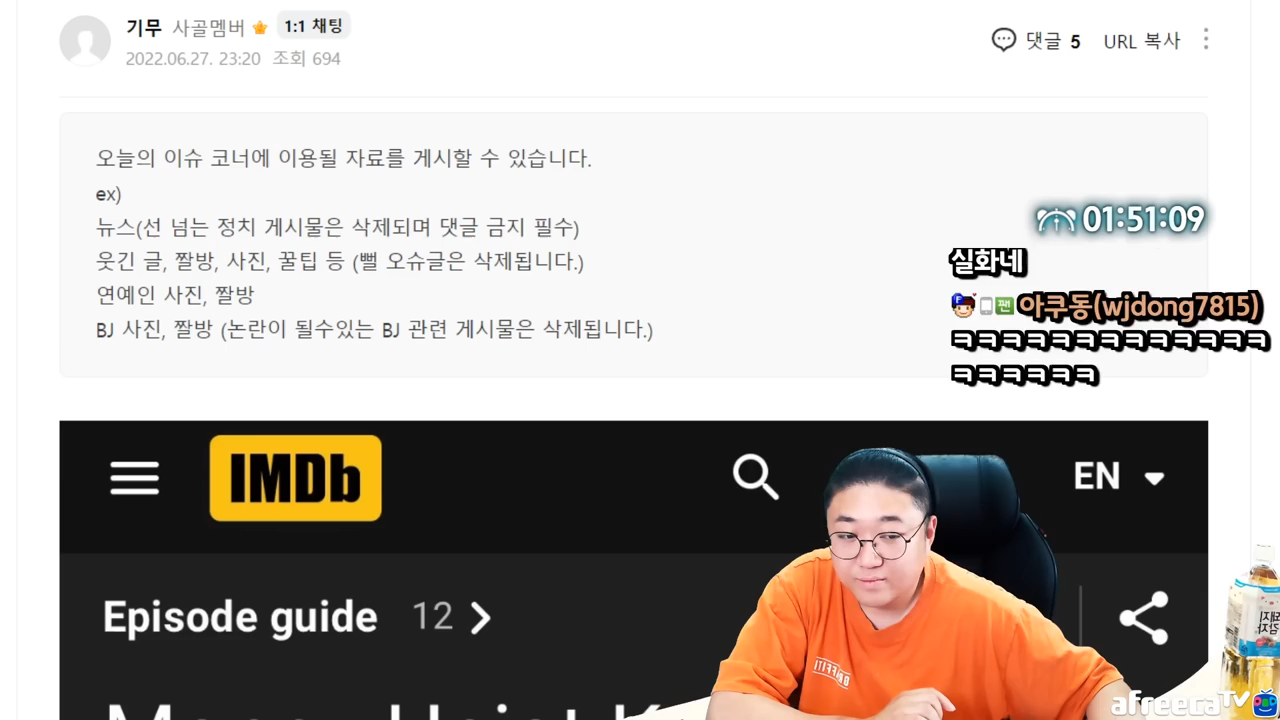 기무 사골멤버 1:1 채팅
2022.06.27. 23:20 조회 694
댓글 5 URL 복사
오늘의 이슈 코너에 이용될 자료를 게시할 수 있습니다.
ex)
뉴스(선 넘는 정치 게시물은 삭제되며 댓글 금지 필수)
웃긴 글, 짤방, 사진, 꿀팁 등 (뻘 오슈글은 삭제됩니다.)
연예인 사진, 짤방
BJ 사진, 짤방 (논란이 될수있는 BJ 관련 게시물은 삭제됩니다.)
01:51:09
실화네
F 팬 아쿠동(wjdong7815)
ㅋㅋㅋㅋㅋㅋㅋㅋㅋㅋㅋㅋㅋ
ㅋㅋㅋㅋㅋㅋ
IMDb
EN
Episode guide 12
Money Heist K
afreecaTV